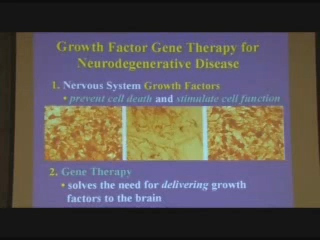 Growth Factor Gene Therapy for
Neurodegenerative Disease
1. Nervous System Growth Factors
• prevent cell death and stimulate cell function
2. Gene Therapy
• solves the need for delivering growth
factors to the brain